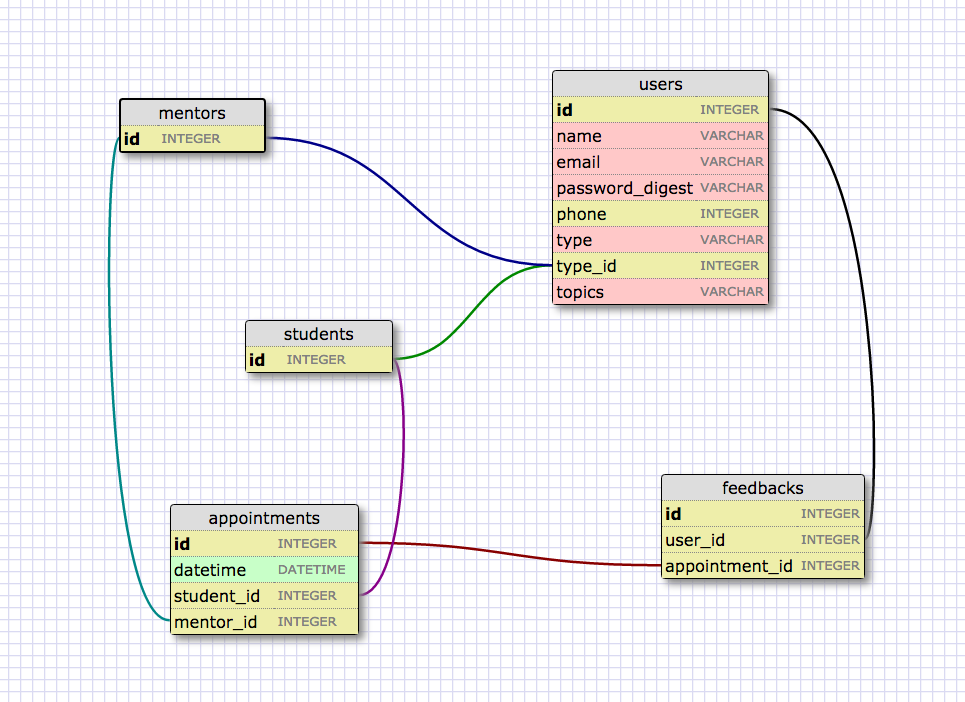 mentors
id INTEGER
users
id INTEGER
name VARCHAR
email VARCHAR
password_digest VARCHAR
phone INTEGER
type VARCHAR
type_id INTEGER
topics VARCHAR
students
id INTEGER
appointments
id INTEGER
datetime DATETIME
student_id INTEGER
mentor_id INTEGER
feedbacks
id INTEGER
user_id INTEGER
appointment_id INTEGER